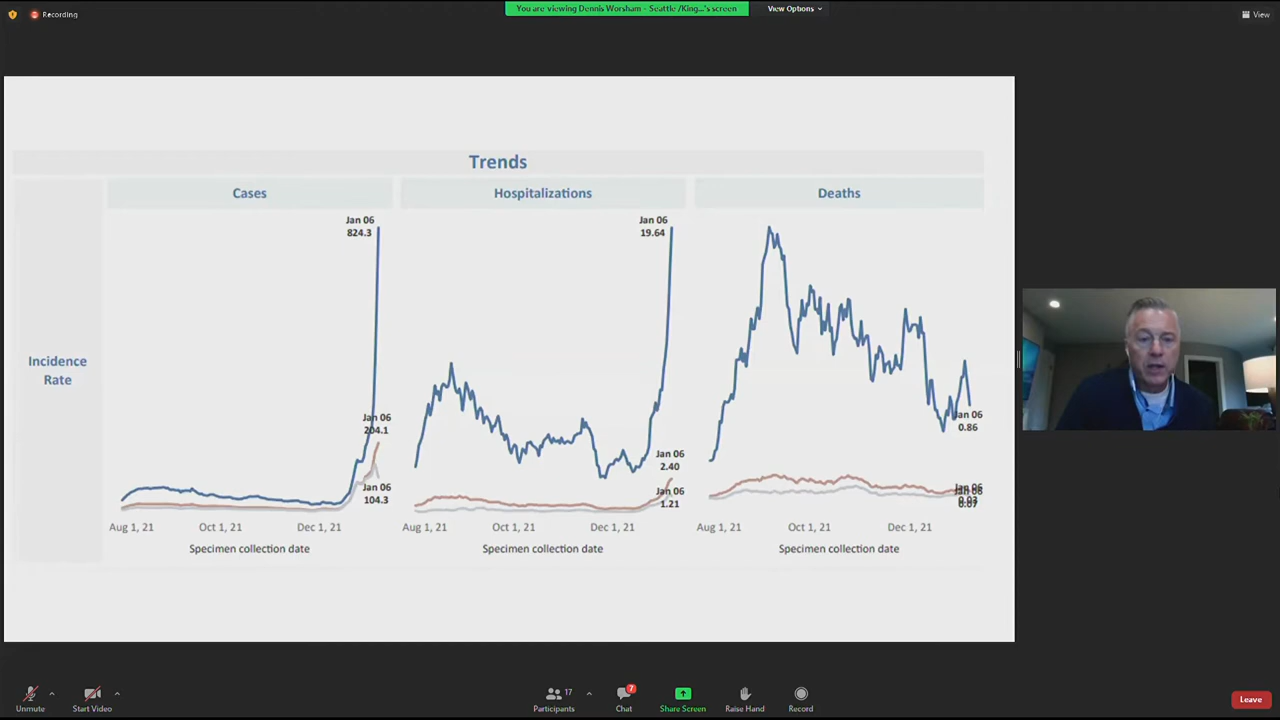 Recording
You are viewing Dennis Worsham - Seattle /King...'s screen
View Options
View
Trends
Cases
Hospitalizations
Deaths
Incidence
Rate
Jan 06
824.3
Jan 06
204.1
Jan 06
104.3
Aug 1, 21
Oct 1, 21
Dec 1, 21
Specimen collection date
Jan 06
19.64
Jan 06
2.40
Jan 06
1.21
Aug 1, 21
Oct 1, 21
Dec 1, 21
Specimen collection date
Jan 06
0.86
Jan 06
Aug 1, 21
Oct 1, 21
Dec 1, 21
Specimen collection date
Unmute
Start Video
Participants
17
Chat
7
Share Screen
Raise Hand
Record
Leave